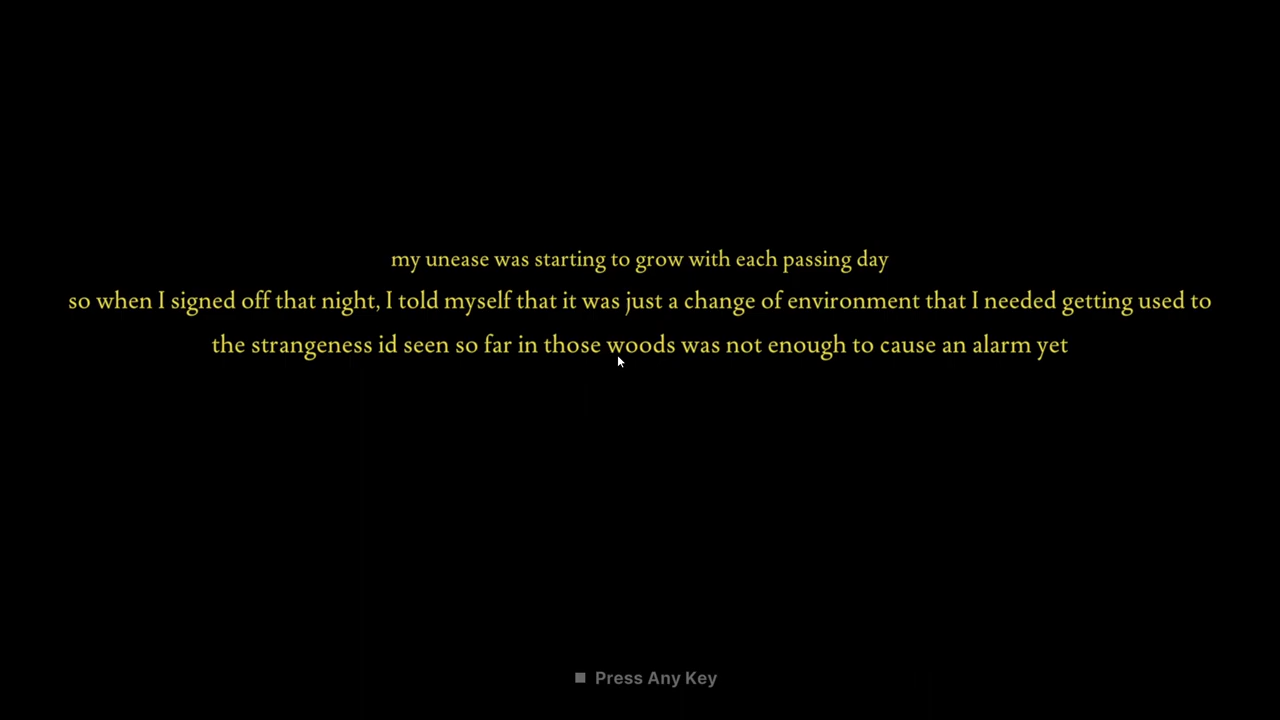 my unease was starting to grow with each passing day
so when I signed off that night, I told myself that it was just a change of environment that I needed getting used to
the strangeness id seen so far in those woods was not enough to cause an alarm yet
Press Any Key